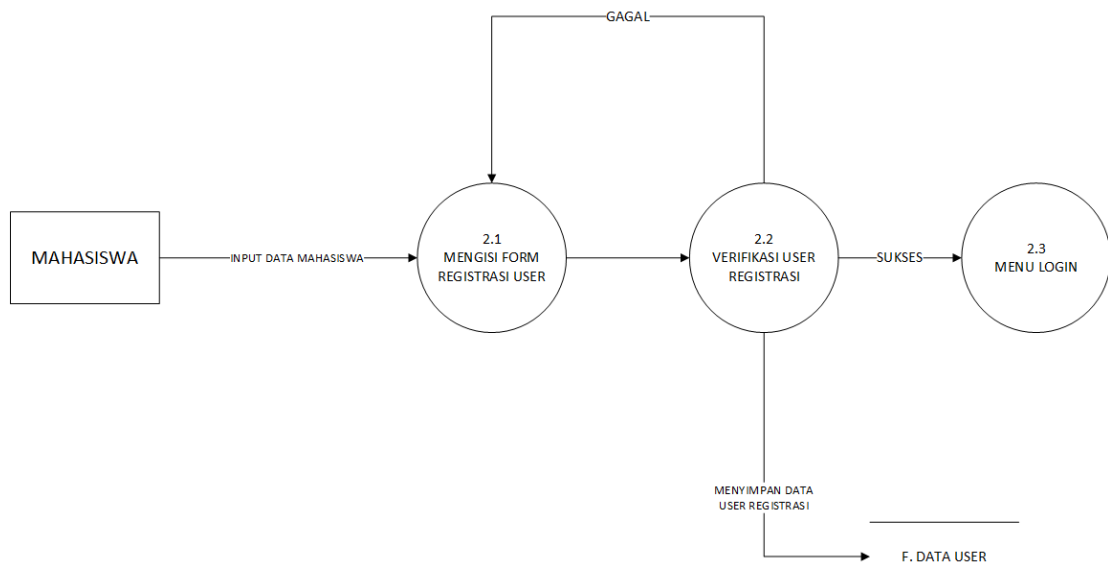 GAGAL
MAHASISWA
INPUT DATA MAHASISWA
2.1
MENGISI FORM
REGISTRASI USER
2.2
VERIFIKASI USER
REGISTRASI
SUKSES
2.3
MENU LOGIN
MENYIMPAN DATA
USER REGISTRASI
F. DATA USER